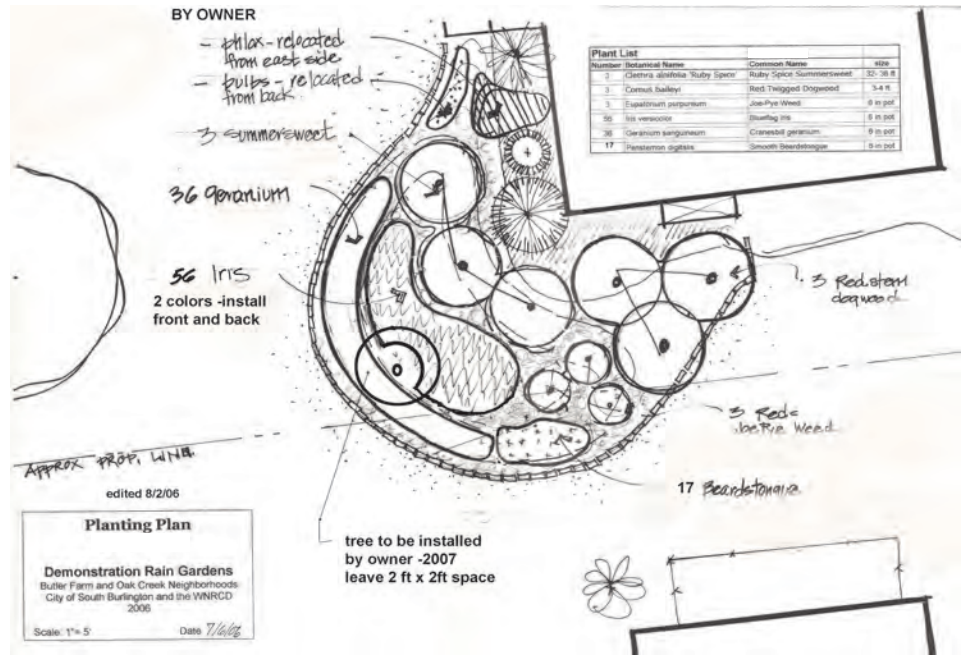 BY OWNER
- phlox - relocated
from east side
- bulbs - relocated
from back
3 summersweet
36 geranium
56 Iris
2 colors -install
front and back
Plant List
Number Botanical Name Common Name size
3 Clethra alnifolia 'Ruby Spice' Ruby Spice Summersweet
3 Cornus baileyi Red Twigged Dogwood 3-4 ft
3 Eupatorium purpureum Joe-Pye Weed 6 in pot
Iris versicolor Blueflag Iris 6 in pot
36 Geranium sanguineum Cranesbill geranium 6 in pot
17 Penstemon digitalis Smooth Beardstongue 6 in pot
3 Red stem
dogwood
3 Red
Joe Pye Weed
17 Beardstongue
APPROX PROP. LINE
edited 8/2/06
Planting Plan
Demonstration Rain Gardens
Butler Farm and Oak Creek Neighborhoods
City of South Burlington and the WNRCD
2006
Scale: 1"= 5' Date 7/6/06
tree to be installed
by owner -2007
leave 2 ft x 2ft space